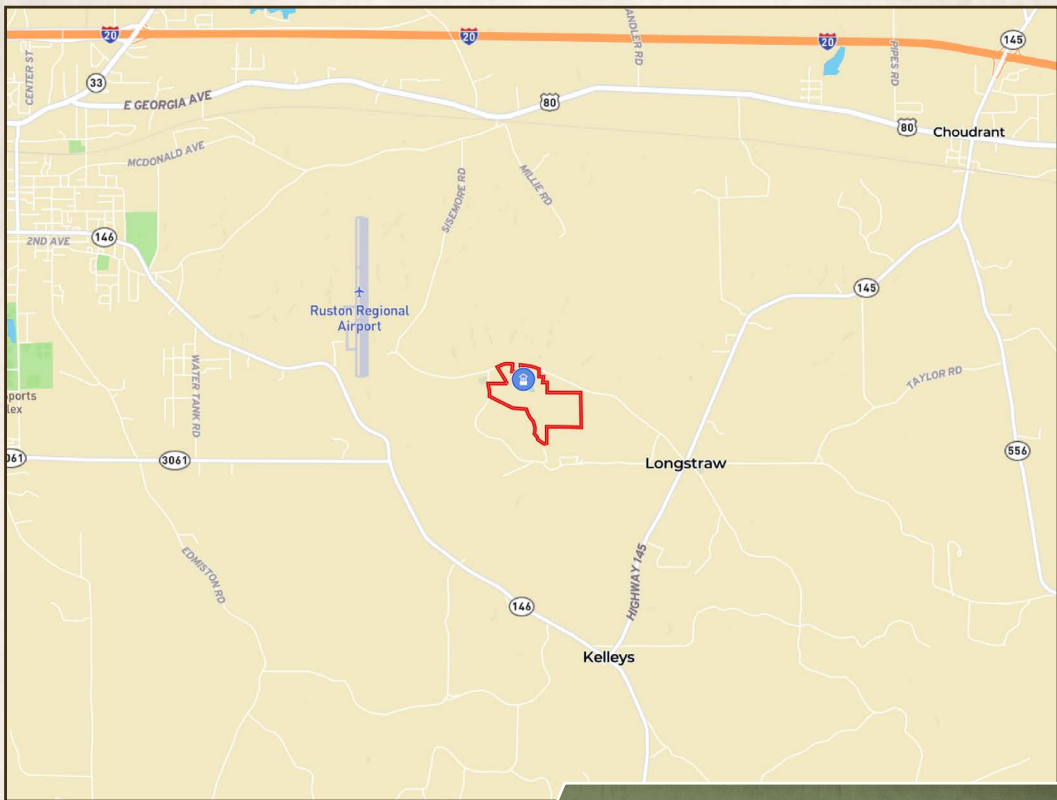 20
20
20
145
CENTER ST
ANDLER RD
PIPES RD
33
E GEORGIA AVE
80
80
Choudrant
MCDONALD AVE
SISEMORE RD
MILLIE RD
2ND AVE
146
145
Ruston Regional
Airport
WATER TANK RD
TAYLOR RD
ports
lex
061
3061
Longstraw
556
EDMISTON RD
HIGHWAY 145
146
Kelleys